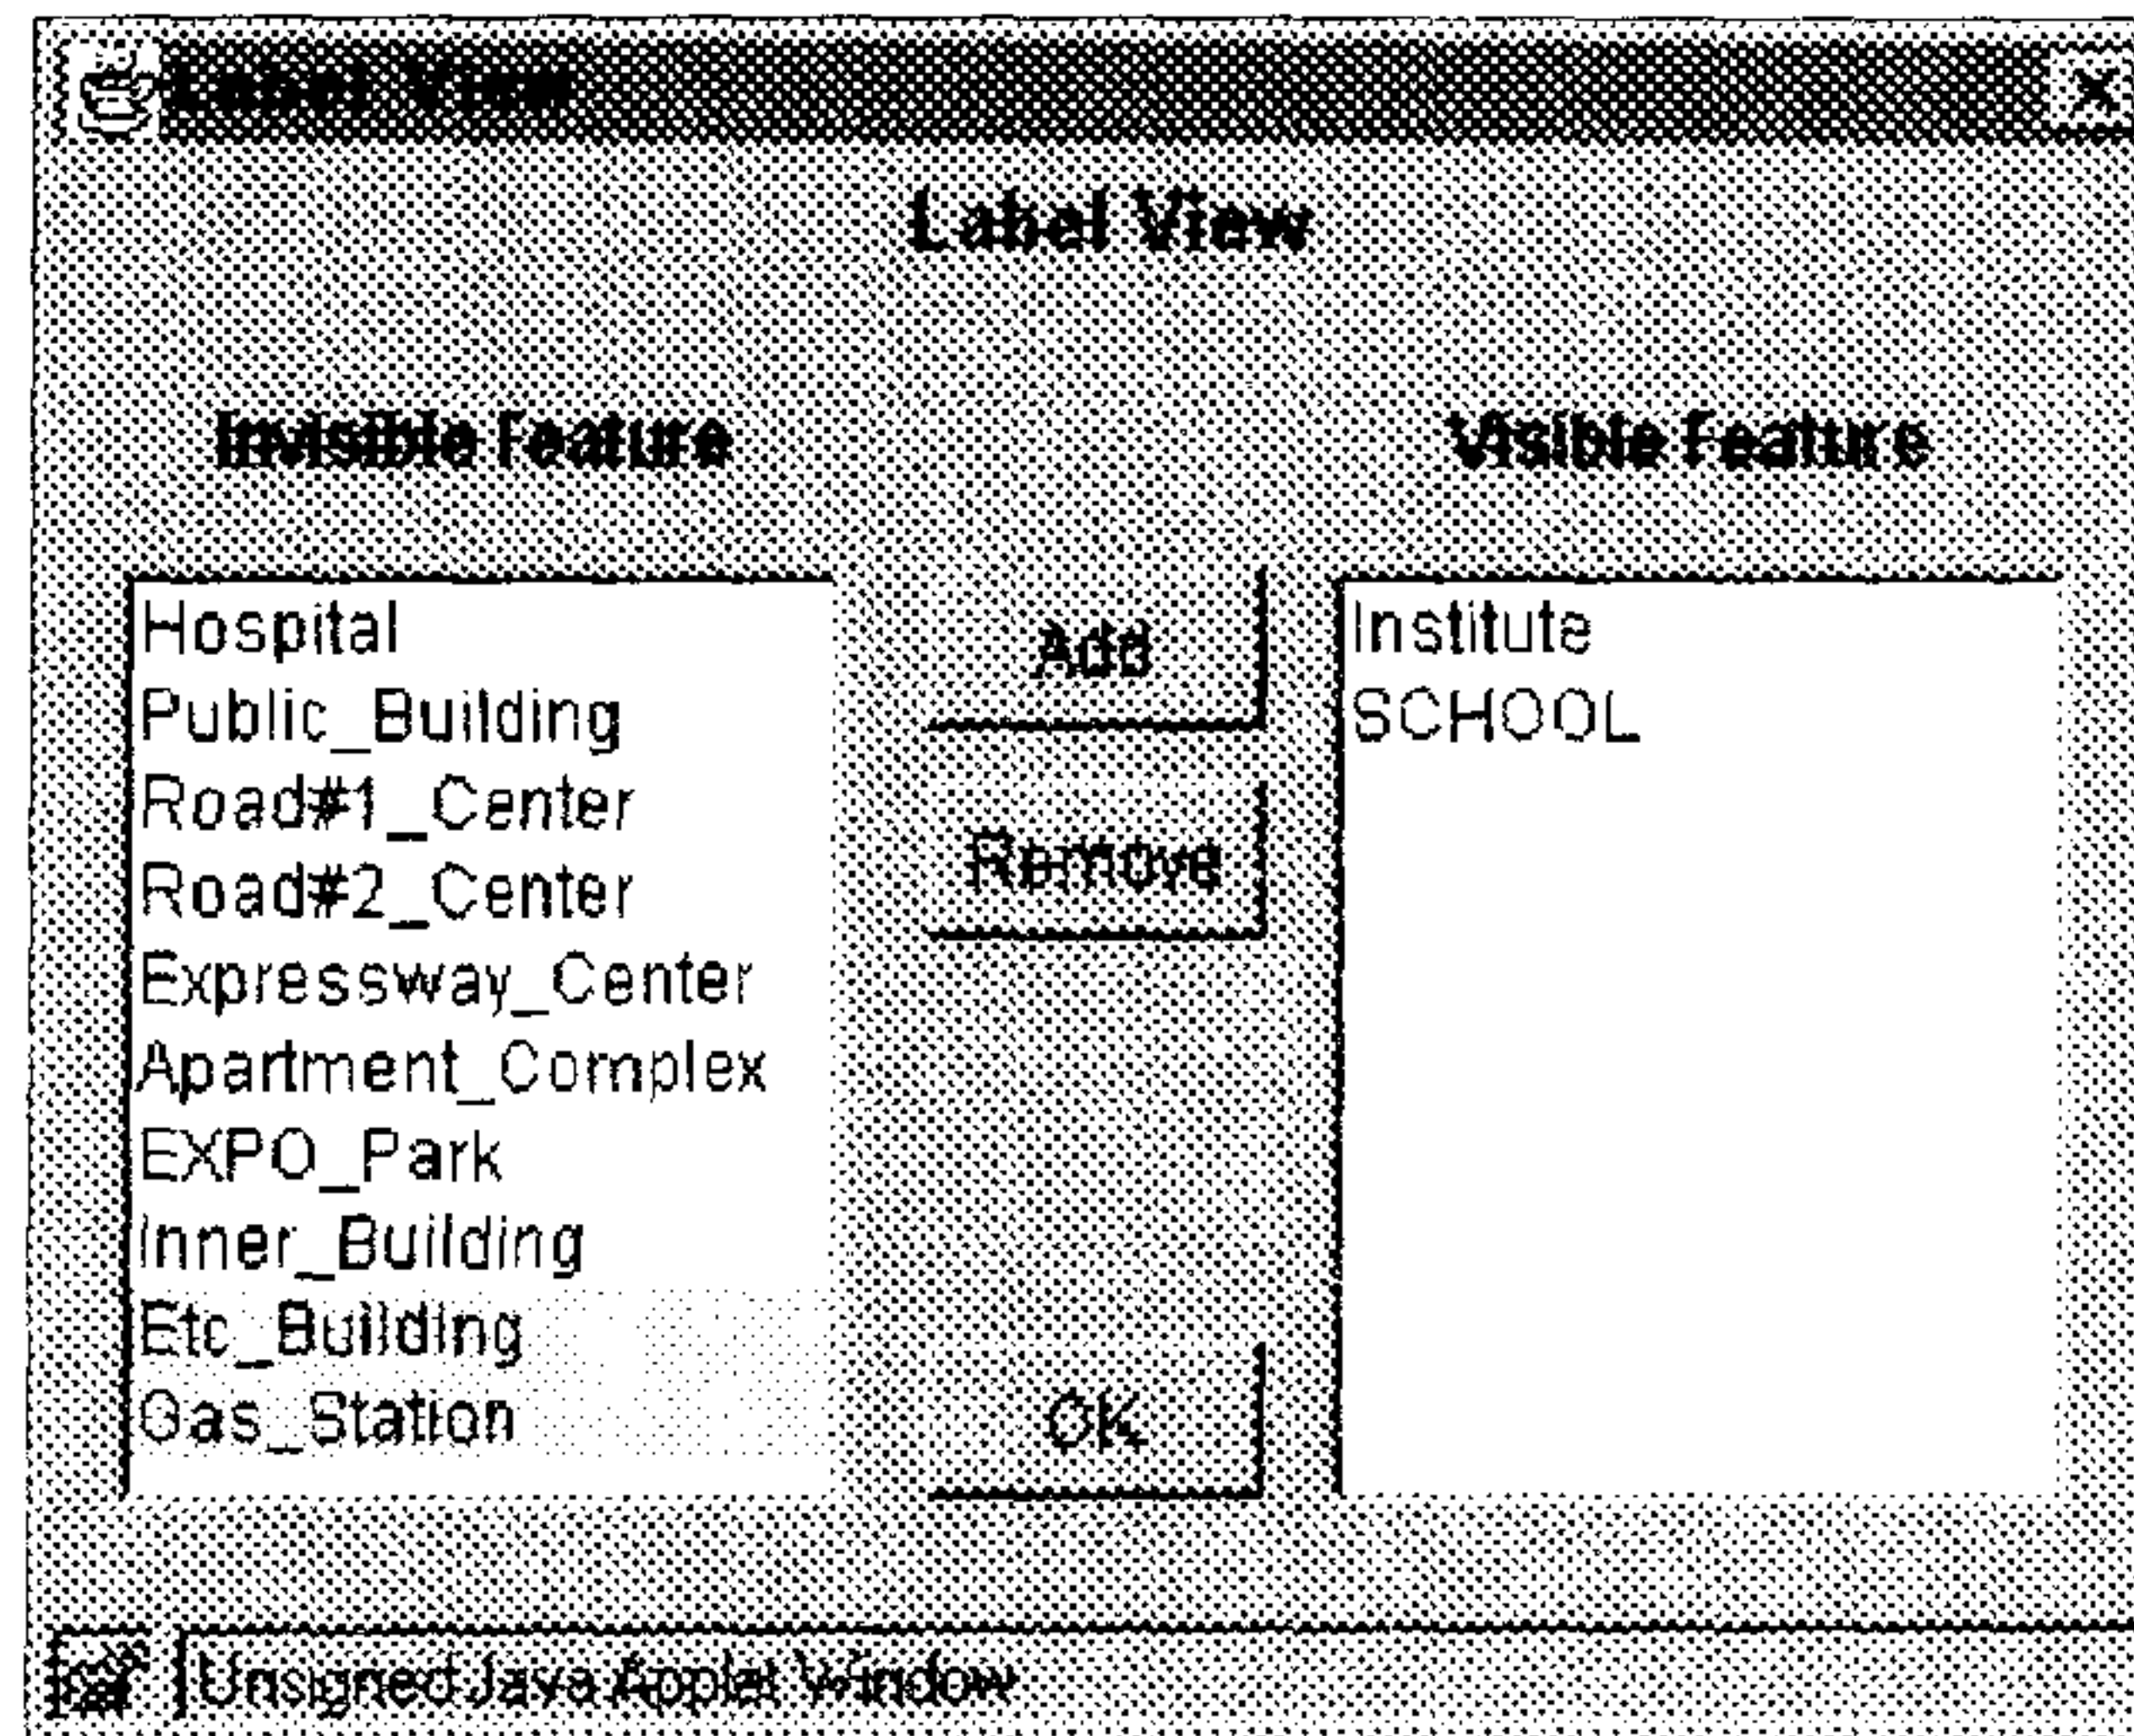 Label View
Label View
Invisible Feature
Visible Feature
Hospital
Public_Building
Road#1_Center
Road#2_Center
Expressway_Center
Apartment_Complex
EXPO_Park
Inner_Building
Etc_Building
Gas_Station
Add
Remove
OK
Institute
SCHOOL
Unsigned Java Applet Window